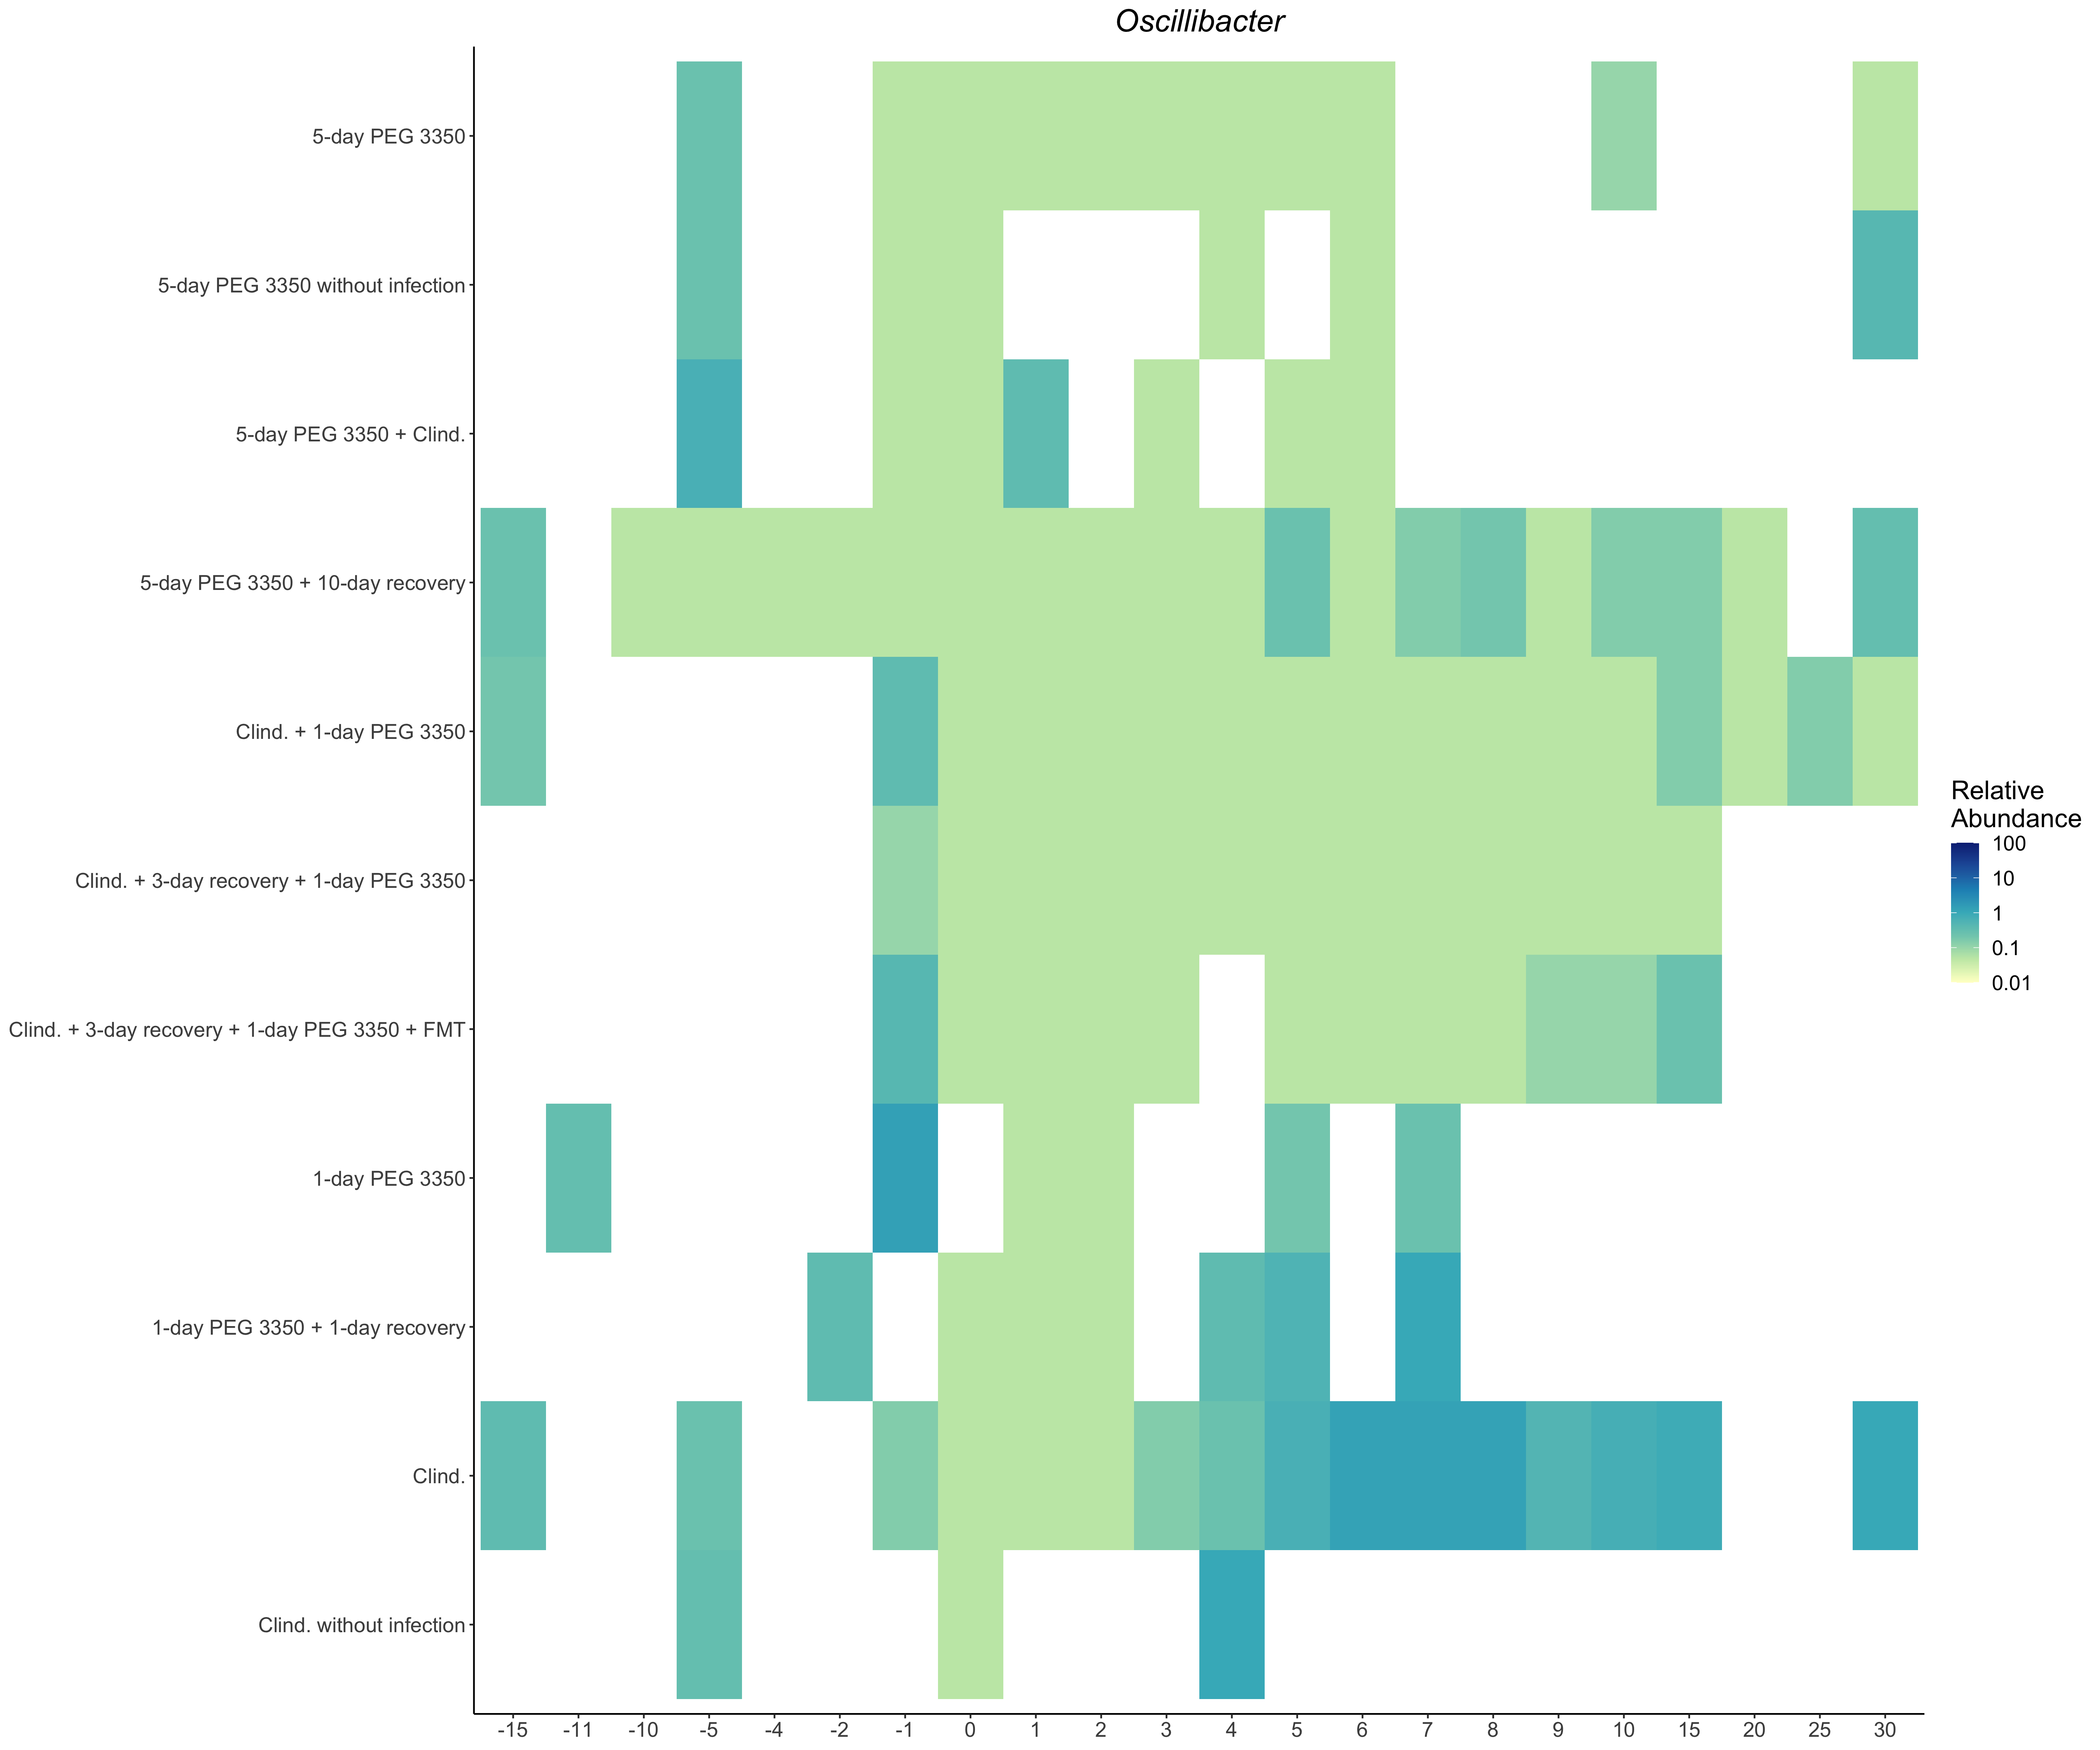 Oscillibacter
5-day PEG 3350
5-day PEG 3350 without infection
5-day PEG 3350 + Clind.
5-day PEG 3350 + 10-day recovery
Clind. + 1-day PEG 3350
Clind. + 3-day recovery + 1-day PEG 3350
Clind. + 3-day recovery + 1-day PEG 3350 + FMT
1-day PEG 3350
1-day PEG 3350 + 1-day recovery
Clind.
Clind. without infection
-15 -11 -10 -5 -4 -2 -1 0 1 2 3 4 5 6 7 8 9 10 15 20 25 30
Relative
Abundance
100
10
1
0.1
0.01